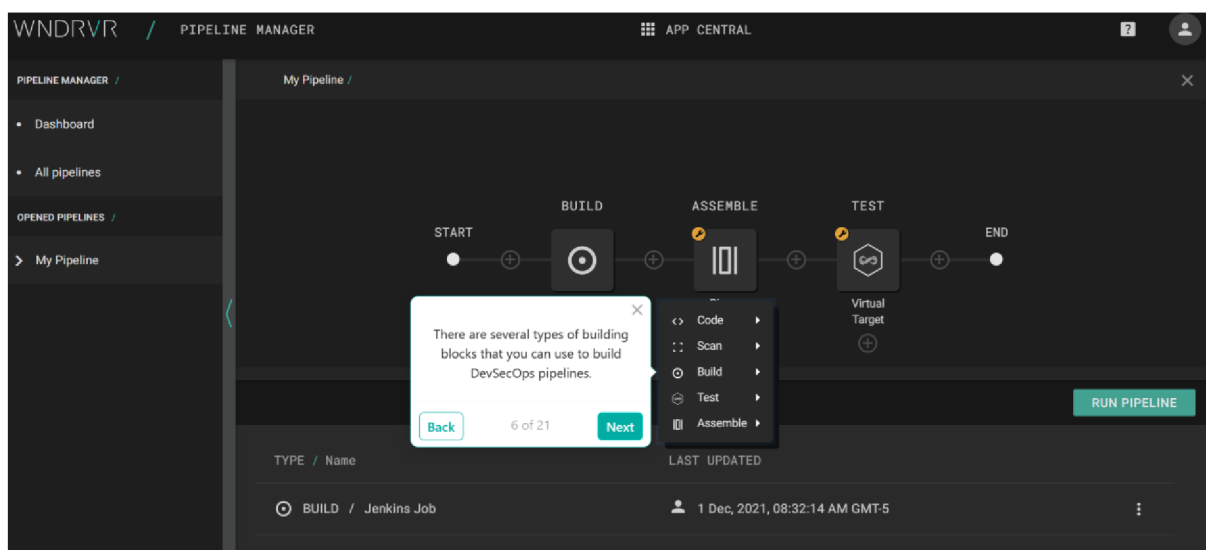 WNDRVR / PIPELINE MANAGER
APP CENTRAL
?
PIPELINE MANAGER /
• Dashboard
• All pipelines
OPENED PIPELINES /
My Pipeline
My Pipeline /
BUILD
ASSEMBLE
TEST
START
END
Virtual
Target
There are several types of building
blocks that you can use to build
DevSecOps pipelines.
Back
6 of 21
Next
Code
Scan
Build
Test
Assemble
RUN PIPELINE
TYPE / Name
LAST UPDATED
BUILD / Jenkins Job
1 Dec, 2021, 08:32:14 AM GMT-5